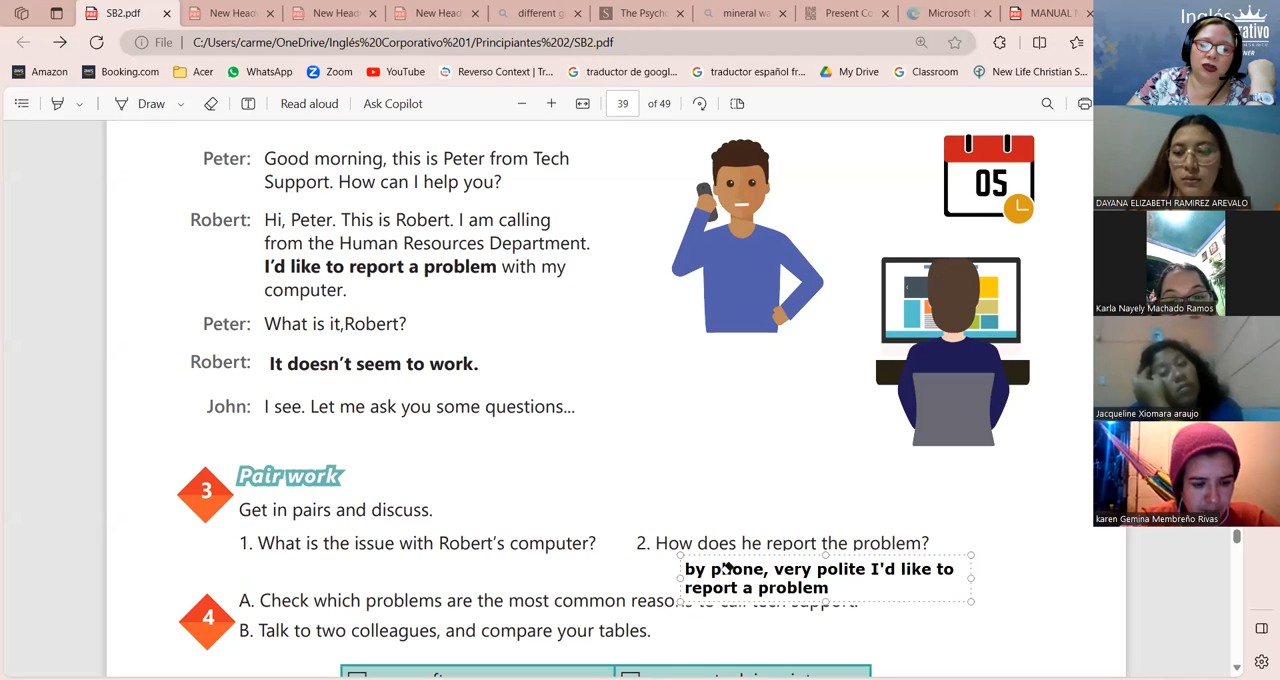 SB2.pdf
New Head
New Head
New Head
different g
The Psych
mineral wa
Present Co
Microsoft E
MANUAL
File
C:/Users/carme/OneDrive/Inglés%20Corporativo%201/Principiantes%202/SB2.pdf
Amazon
Booking.com
Acer
WhatsApp
Zoom
YouTube
Reverso Context | Tr...
traductor de googl...
traductor español fr...
My Drive
Classroom
New Life Christian S...
Draw
Read aloud
Ask Copilot
39
of 49
Peter: Good morning, this is Peter from Tech
Support. How can I help you?
Robert: Hi, Peter. This is Robert. I am calling
from the Human Resources Department.
I'd like to report a problem with my
computer.
Peter: What is it,Robert?
Robert: It doesn't seem to work.
John: I see. Let me ask you some questions...
05
3
Pair work
Get in pairs and discuss.
1. What is the issue with Robert's computer?
2. How does he report the problem?
by phone, very polite I'd like to
report a problem
4
A. Check which problems are the most common reasons to call tech support.
B. Talk to two colleagues, and compare your tables.
Inglés
DAYANA ELIZABETH RAMIREZ AREVALO
Karla Nayely Machado Ramos
Jacqueline Xiomara araujo
karen Gemina Membreño Rivas